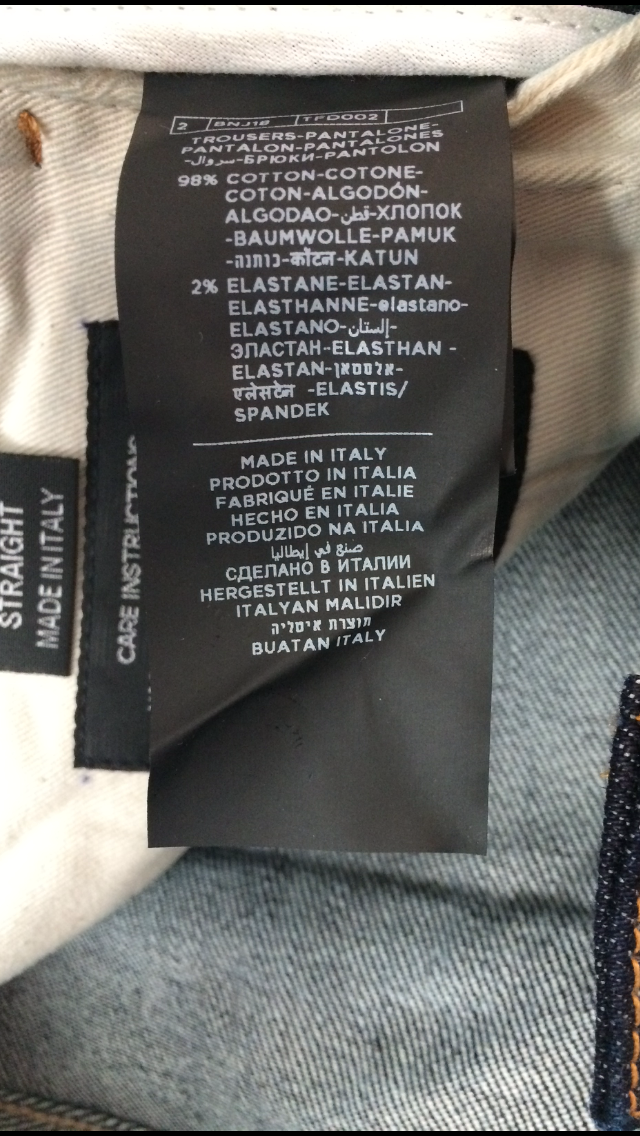 2 BNJ18 TFD002
TROUSERS-PANTALONE-
PANTALON-PANTALONES
-سروال-БРЮКИ-PANTOLON
98% COTTON-COTONE-
COTON-ALGODÓN-
ALGODAO-قطن-ХЛОПОК
-BAUMWOLLE-PAMUK
-כותנה-कॉटन-KATUN
2% ELASTANE-ELASTAN-
ELASTHANNE-elastano-
ELASTANO-إلستان-
ЭЛАСТАН-ELASTHAN -
ELASTAN-אלסטאן-
एलेस्टेन -ELASTIS/
SPANDEK
MADE IN ITALY
PRODOTTO IN ITALIA
FABRIQUÉ EN ITALIE
HECHO EN ITALIA
PRODUZIDO NA ITALIA
صنع في إيطاليا
СДЕЛАНО В ИТАЛИИ
HERGESTELLT IN ITALIEN
ITALYAN MALIDIR
תוצרת איטליה
BUATAN ITALY
CARE INSTRUCTIONS
STRAIGHT
MADE IN ITALY